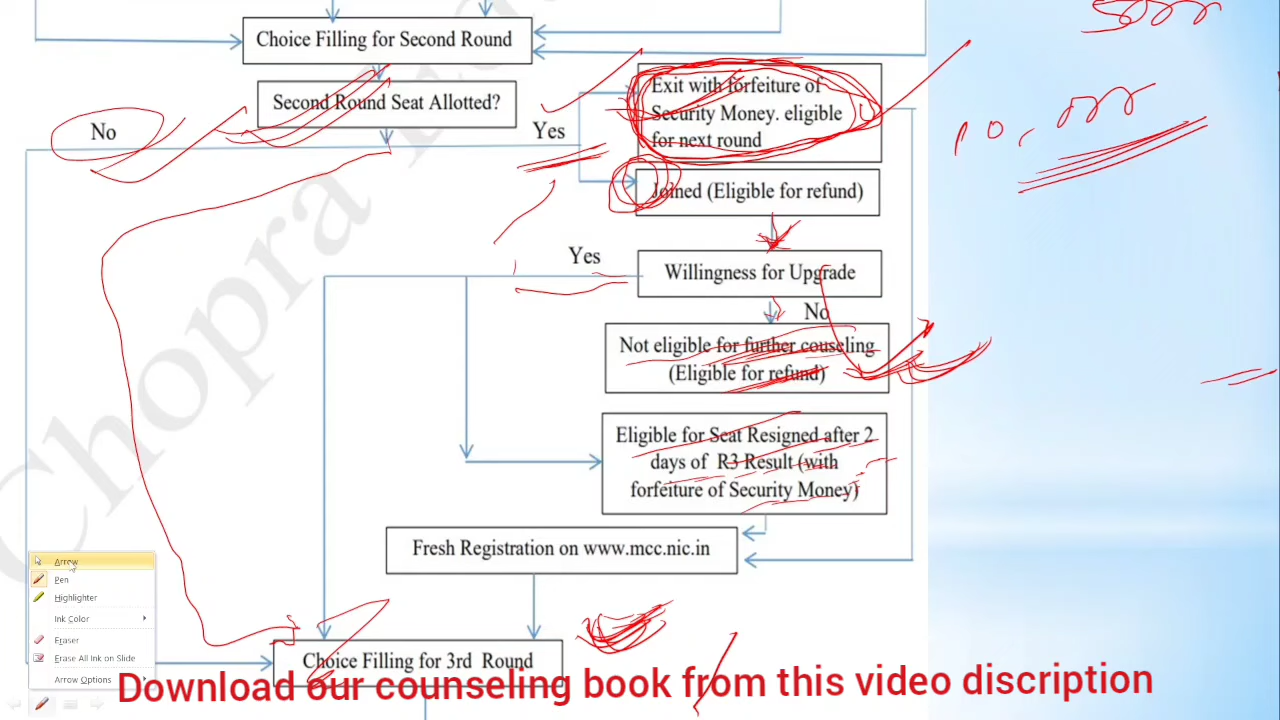 Choice Filling for Second Round
Second Round Seat Allotted?
No
Yes
Exit with forfeiture of
Security Money. eligible
for next round
10,000
Joined (Eligible for refund)
Yes
Willingness for Upgrade
No
Not eligible for further couseling
(Eligible for refund)
Eligible for Seat Resigned after 2
days of R3 Result (with
forfeiture of Security Money)
Fresh Registration on www.mcc.nic.in
Choice Filling for 3rd Round
Chopra
Arrow
Pen
Highlighter
Ink Color
Eraser
Erase All Ink on Slide
Arrow Options
Download our counseling book from this video discription